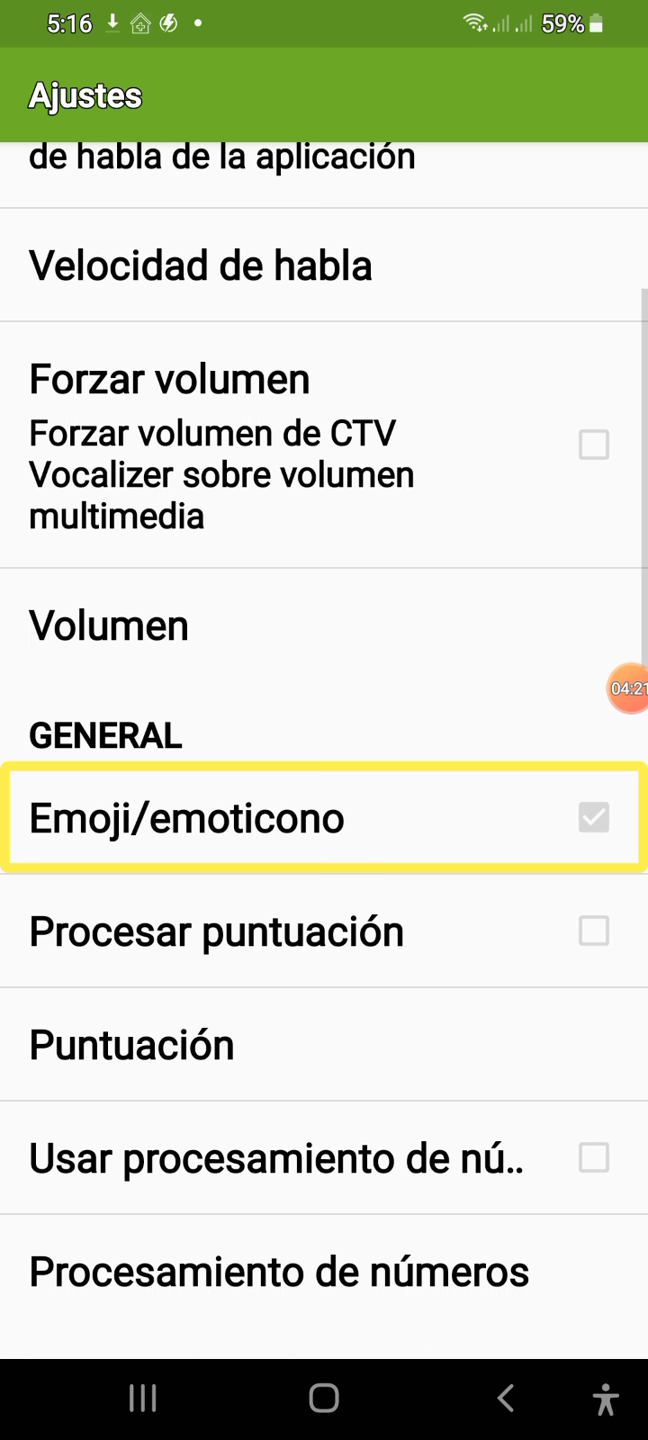 5:16
59%
Ajustes
de habla de la aplicación
Velocidad de habla
Forzar volumen
Forzar volumen de CTV
Vocalizer sobre volumen
multimedia
Volumen
04:21
GENERAL
Emoji/emoticono
Procesar puntuación
Puntuación
Usar procesamiento de nú..
Procesamiento de números